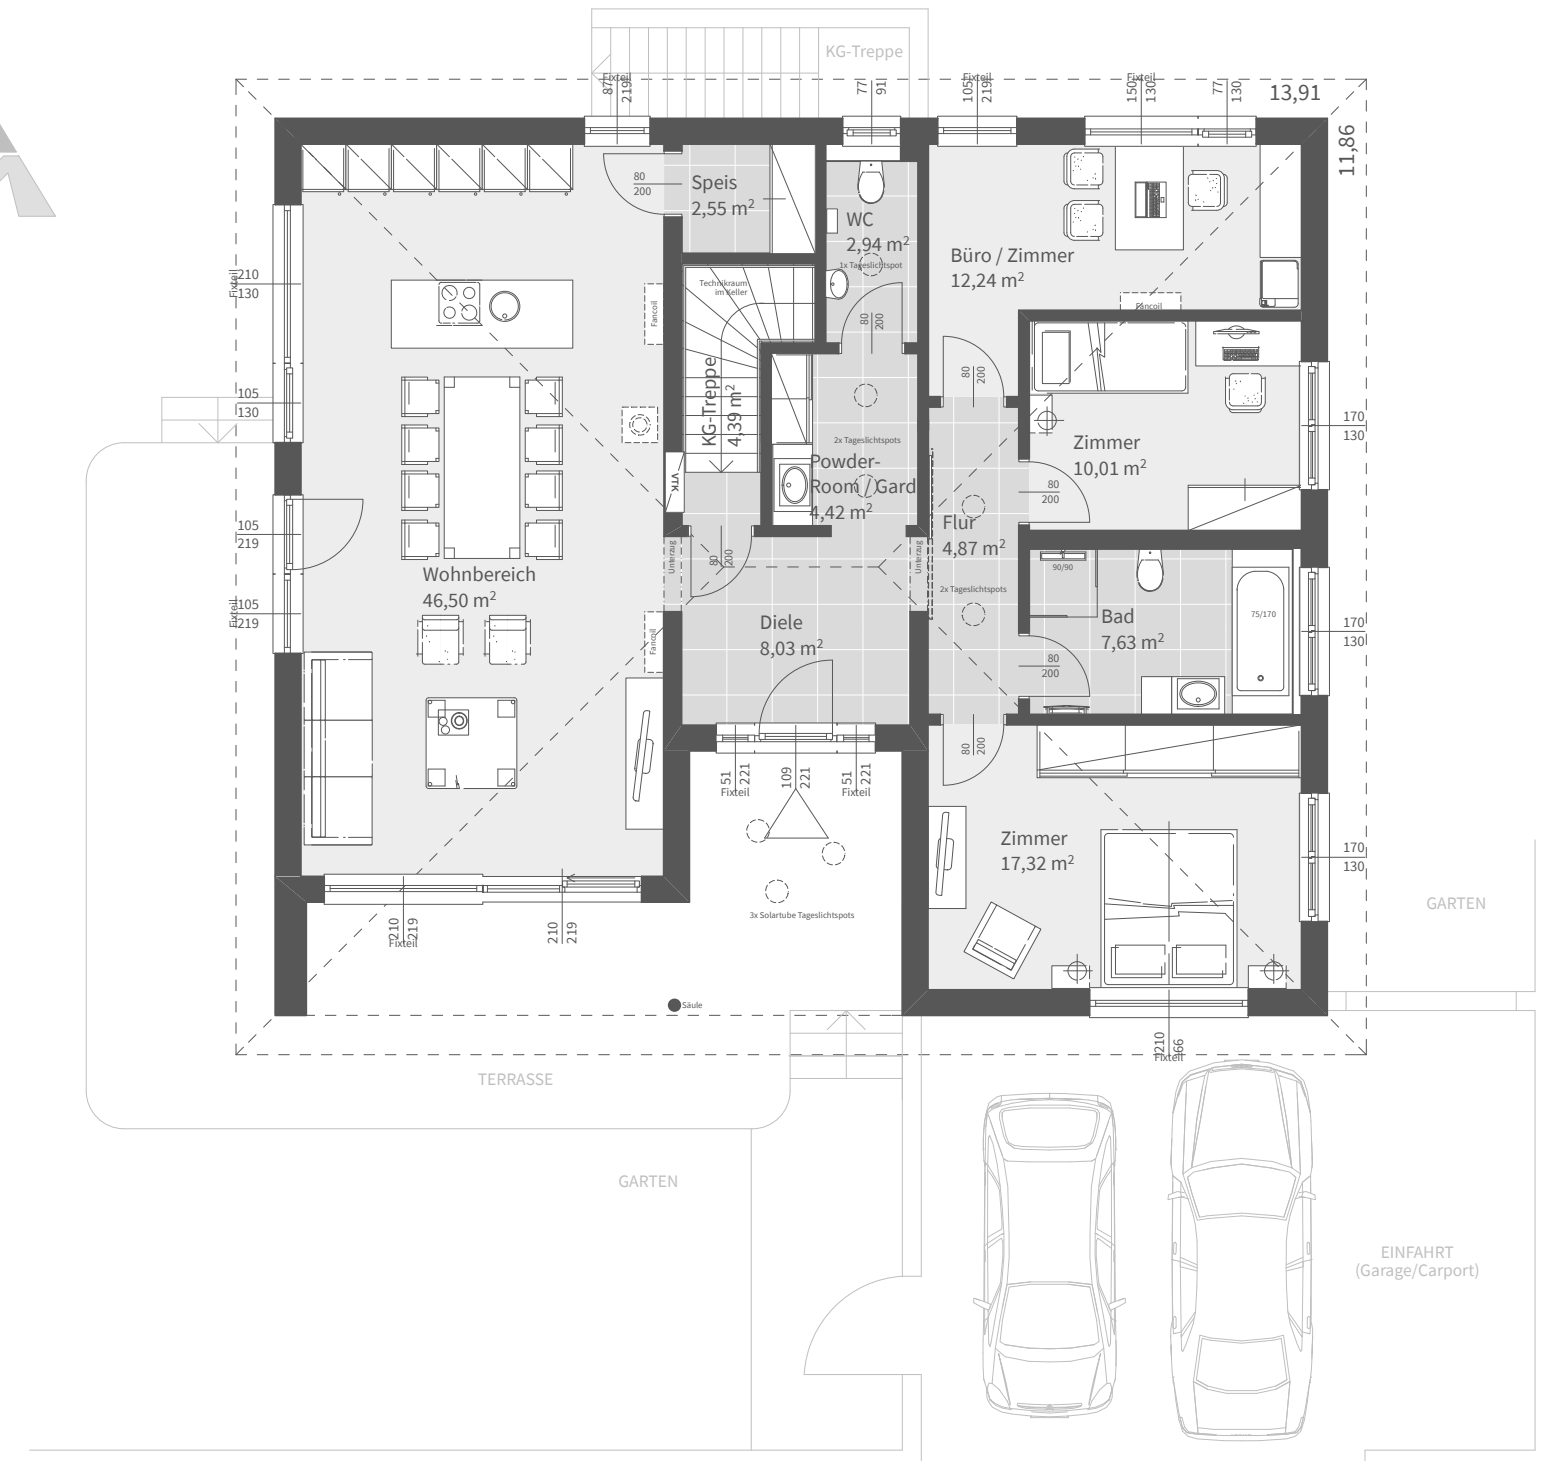 KG-Treppe
Fixteil
87
219
77
91
Fixteil
105
219
Fixteil
150
130
77
130
13,91
11,86
80
200
Speis
2,55 m²
WC
2,94 m²
1x Tageslichtspot
Büro / Zimmer
12,24 m²
Fancoil
Fixteil
210
130
Fancoil
Technikraum
im Keller
80
200
KG-Treppe
4,39 m²
105
130
80
200
2x Tageslichtspots
Powder-
Room / Gard
4,42 m²
VTK
Zimmer
10,01 m²
170
130
80
200
Flur
4,87 m²
2x Tageslichtspots
105
219
Unterzug
80
200
Unterzug
90/90
Wohnbereich
46,50 m²
Fixteil
105
219
Fancoil
Diele
8,03 m²
Bad
7,63 m²
75/170
170
130
80
200
80
200
51
221
Fixteil
109
221
51
221
Fixteil
Zimmer
17,32 m²
170
130
3x Solartube Tageslichtspots
210
219
Fixteil
210
219
GARTEN
Säule
210
66
Fixteil
TERRASSE
GARTEN
EINFAHRT
(Garage/Carport)